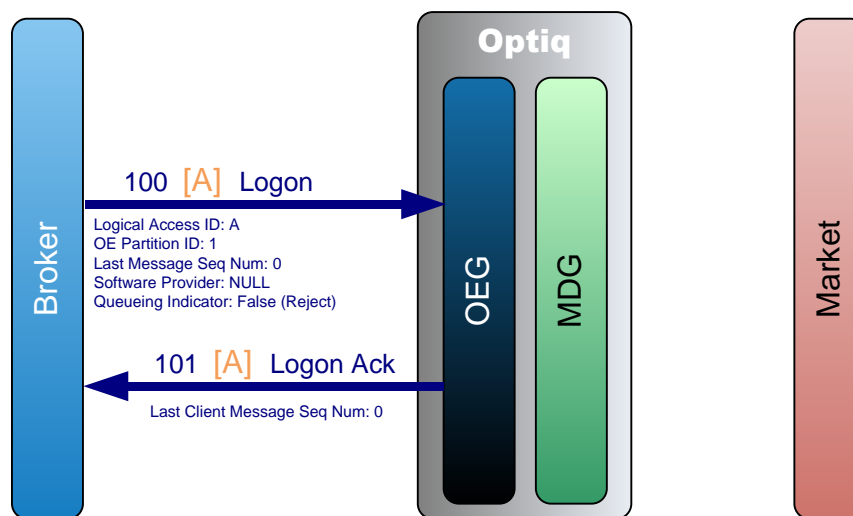 Optiq
100 [A] Logon
Logical Access ID: A
OE Partition ID: 1
Last Message Seq Num: 0
Software Provider: NULL
Queueing Indicator: False (Reject)
Broker
OEG
MDG
Market
101 [A] Logon Ack
Last Client Message Seq Num: 0